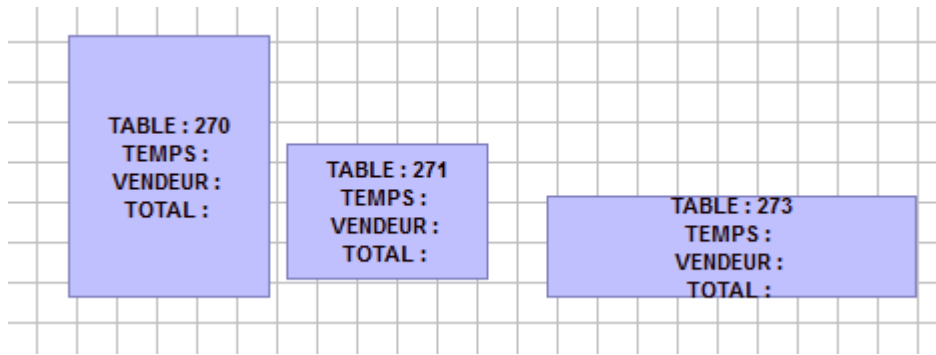 TABLE : 270
TEMPS :
VENDEUR :
TOTAL :
TABLE : 271
TEMPS :
VENDEUR :
TOTAL :
TABLE : 273
TEMPS :
VENDEUR :
TOTAL :